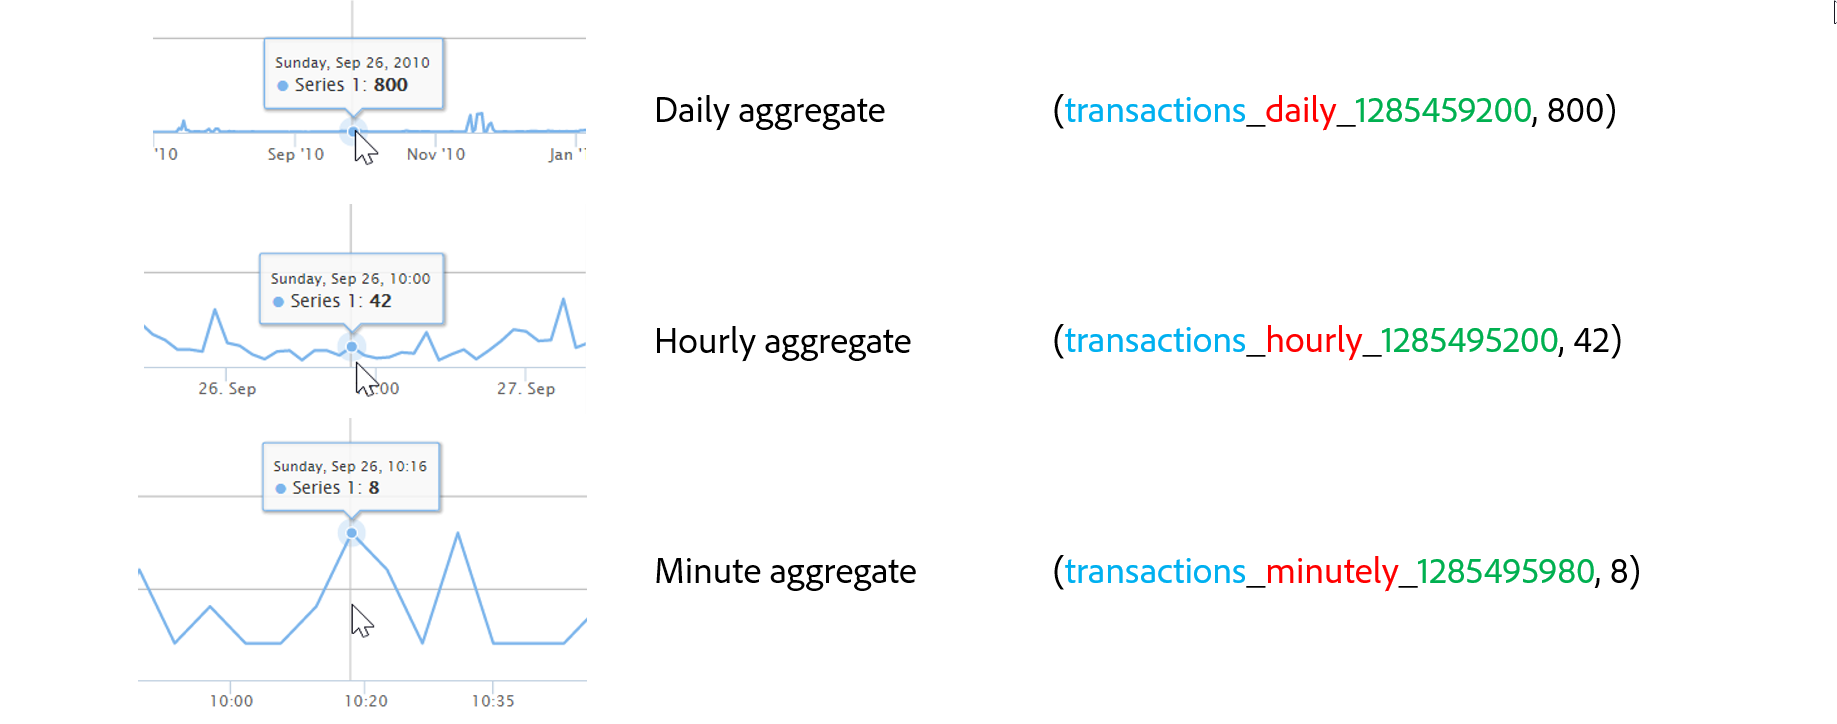 Sunday, Sep 26, 2010
Series 1: 800
'10
Sep '10
Nov '10
Jan '
Daily aggregate
(transactions_daily_1285459200, 800)
Sunday, Sep 26, 10:00
Series 1: 42
26. Sep
:00
27. Sep
Hourly aggregate
(transactions_hourly_1285495200, 42)
Sunday, Sep 26, 10:16
Series 1: 8
10:00
10:20
10:35
Minute aggregate
(transactions_minutely_1285495980, 8)